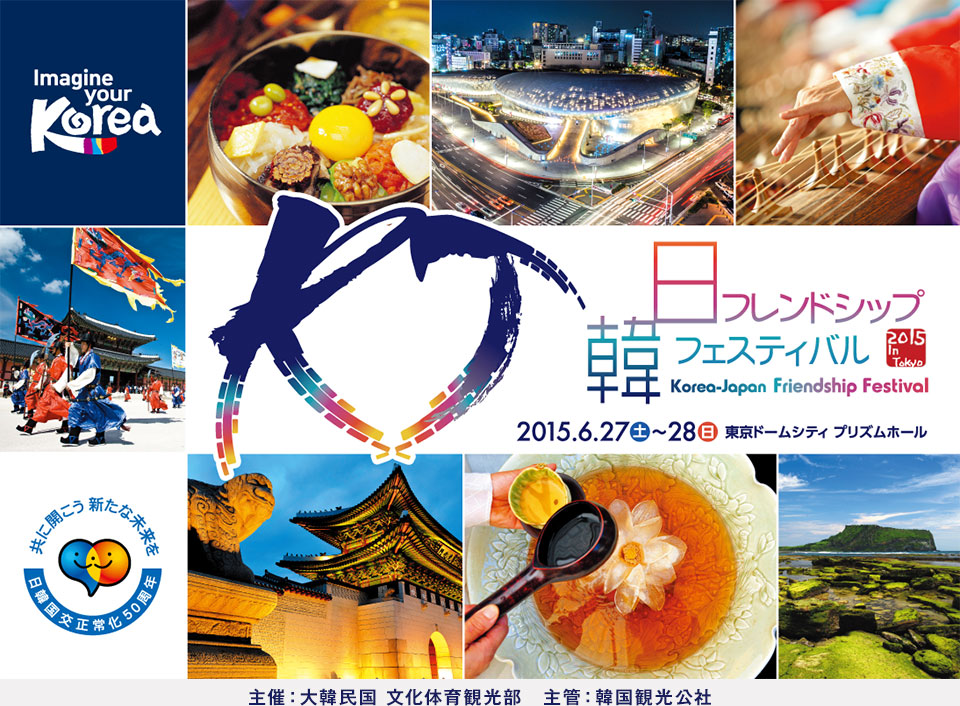 Imagine
your
Korea
日
フレンドシップ
韓
フェスティバル
2015
In
Tokyo
Korea-Japan Friendship Festival
2015.6.27土～28日 東京ドームシティ プリズムホール
共に開こう 新たな未来を
日韓国交正常化50周年
主催：大韓民国 文化体育観光部 主管：韓国観光公社